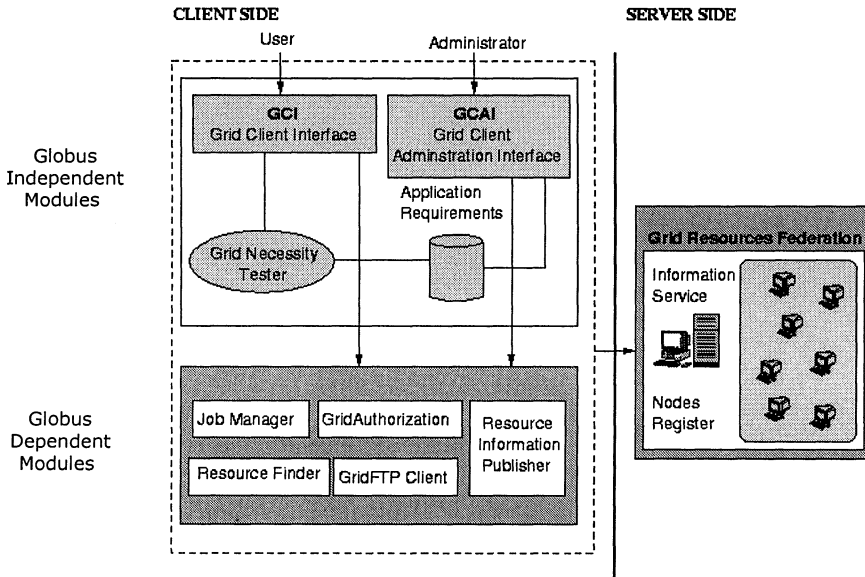 CLIENT SIDE
SERVER SIDE
User
Administrator
GCI
Grid Client Interface
GCAI
Grid Client
Adminstration Interface
Globus
Independent
Modules
Application
Requirements
Grid Necessity
Tester
Grid Resources Federation
Information
Service
Nodes
Register
Globus
Dependent
Modules
Job Manager
GridAuthorization
Resource
Information
Publisher
Resource Finder
GridFTP Client